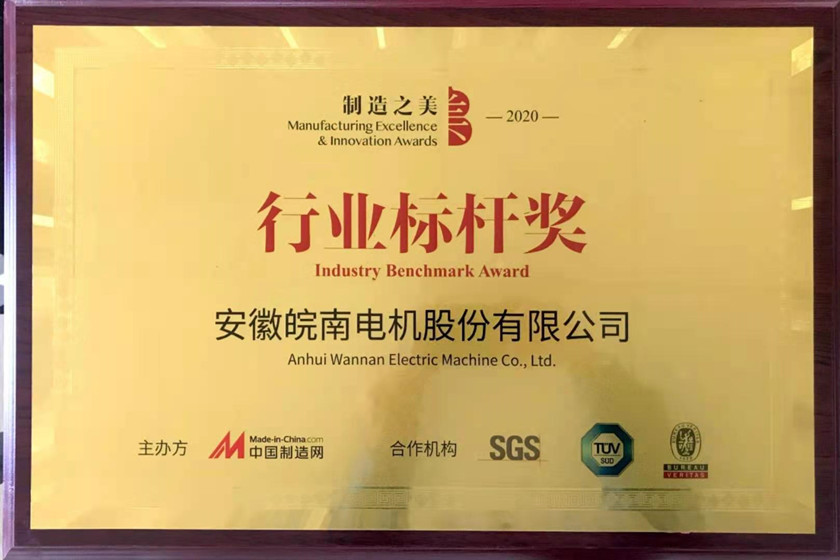 制造之美
Manufacturing Excellence
& Innovation Awards
— 2020 —
行业标杆奖
Industry Benchmark Award
安徽皖南电机股份有限公司
Anhui Wannan Electric Machine Co., Ltd.
主办方
Made-in-China.com
中国制造网
合作机构
SGS
TÜV
SÜD
BUREAU
VERITAS